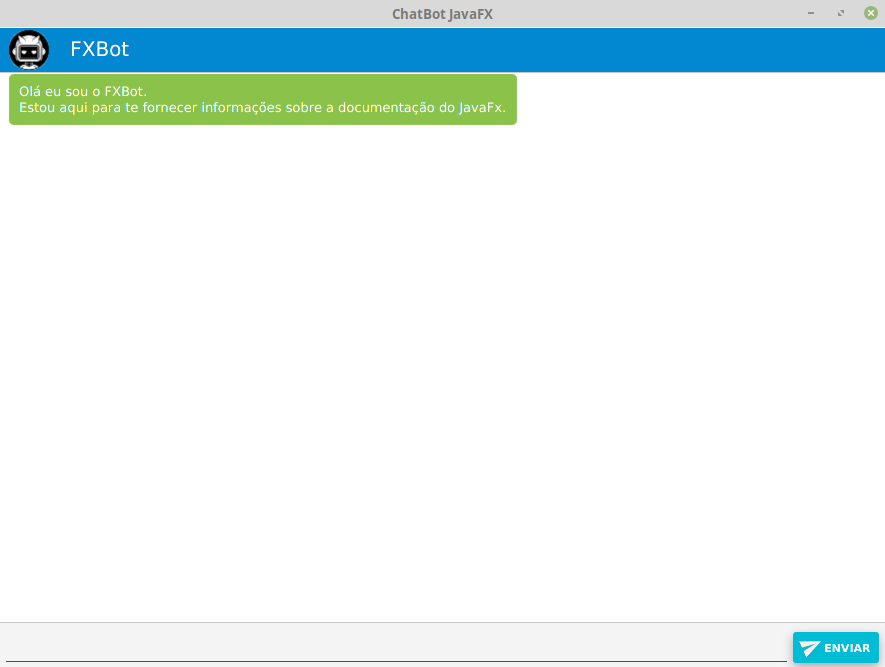 ChatBot JavaFX
FXBot
Olá eu sou o FXBot.
Estou aqui para te fornecer informações sobre a documentação do JavaFx.
ENVIAR